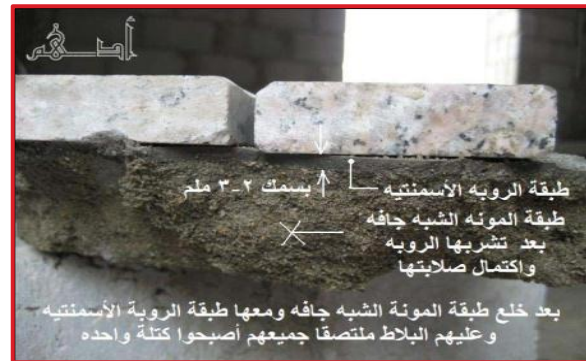 أدهم
طبقة الروبه الأسمنتيه
بسمك ٢-٣ ملم
طبقة المونه الشبه جافه
بعد تشربها الروبه
واكتمال صلابتها
بعد خلع طبقة المونة الشبه جافه ومعها طبقة الروبة الأسمنتيه
وعليهم البلاط ملتصقا جميعهم أصبحوا كتلة واحده